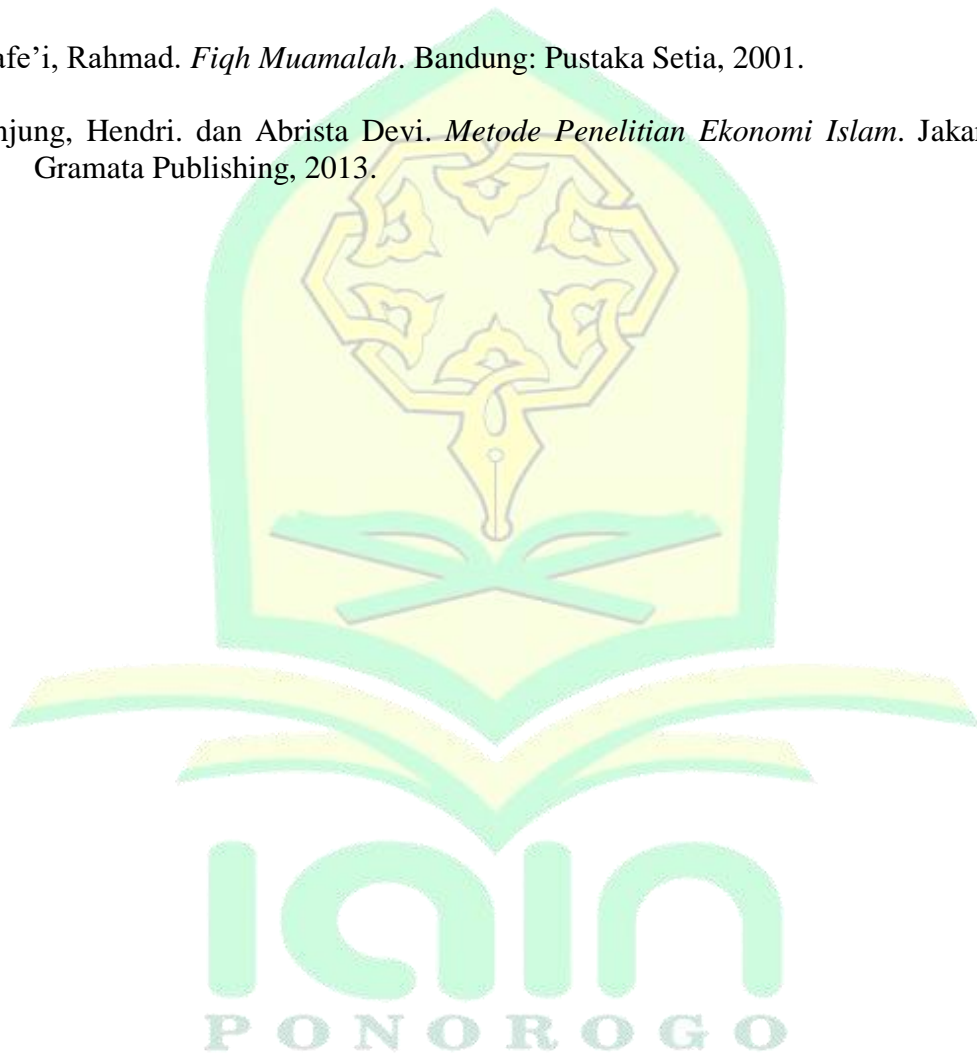 afe’i, Rahmad. Fiqh Muamalah. Bandung: Pustaka Setia, 2001.
njung, Hendri. dan Abrista Devi. Metode Penelitian Ekonomi Islam. Jakar
Gramata Publishing, 2013.
iain
PONOROGO